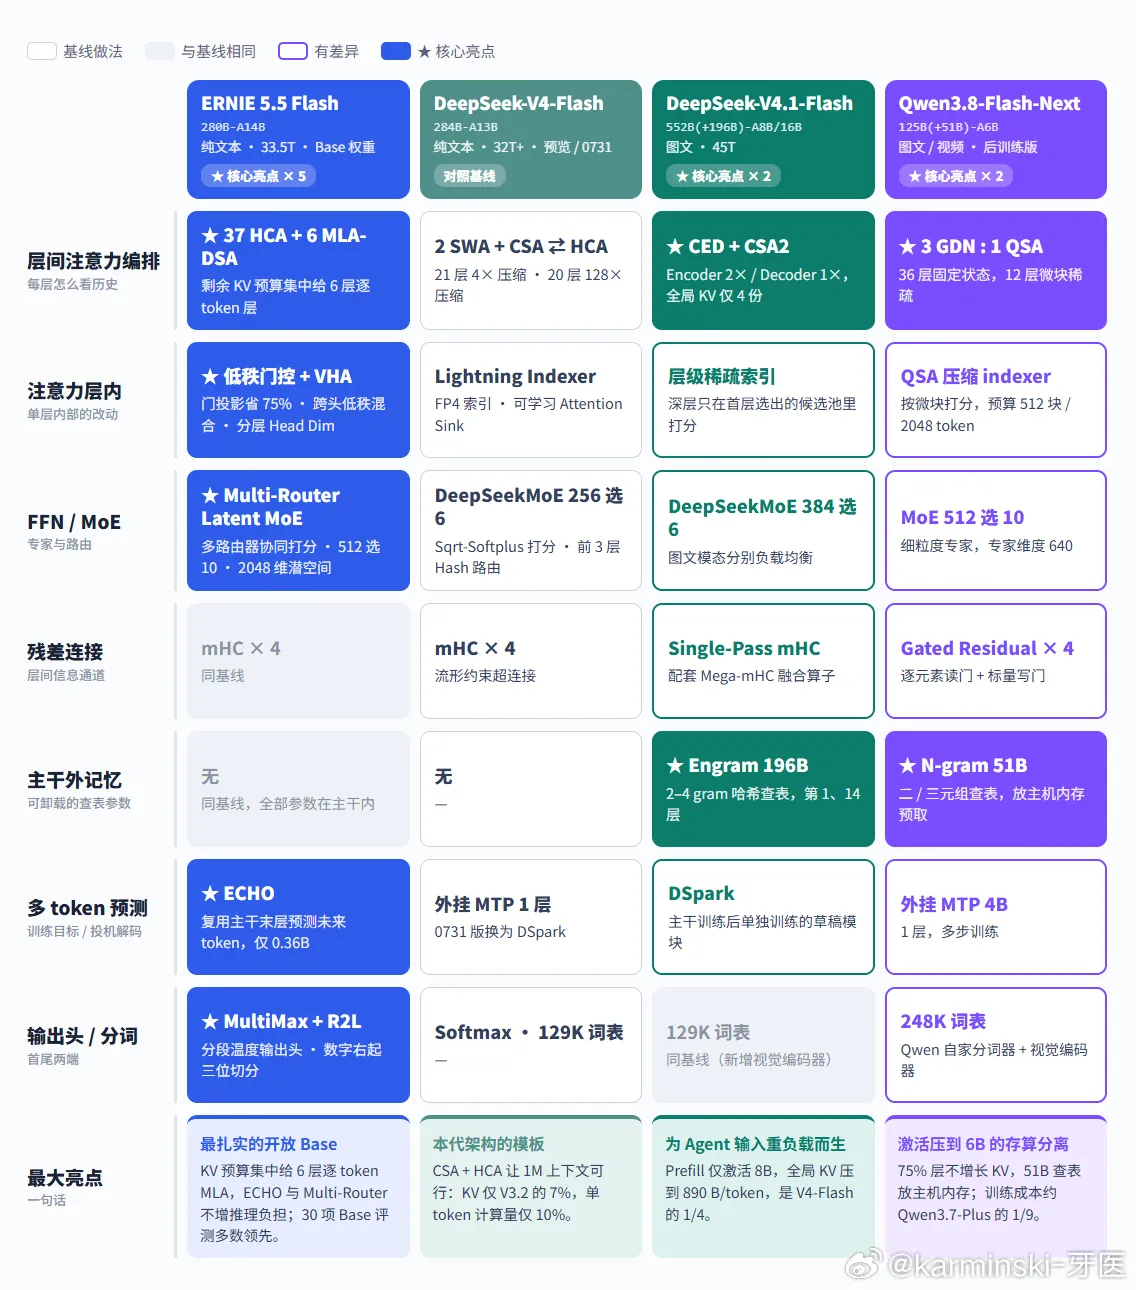 基线做法 与基线相同 有差异 ★ 核心亮点
ERNIE 5.5 Flash
280B-A14B
纯文本 · 33.5T · Base 权重
★ 核心亮点 × 5
DeepSeek-V4-Flash
284B-A13B
纯文本 · 32T+ · 预览 / 0731
对照基线
DeepSeek-V4.1-Flash
552B(+196B)-A8B/16B
图文 · 45T
★ 核心亮点 × 2
Qwen3.8-Flash-Next
125B(+51B)-A6B
图文 / 视频 · 后训练版
★ 核心亮点 × 2
层间注意力编排
每层怎么看历史
★ 37 HCA + 6 MLA-
DSA
剩余 KV 预算集中给 6 层逐
token 层
2 SWA + CSA ⇄ HCA
21 层 4× 压缩 · 20 层 128×
压缩
★ CED + CSA2
Encoder 2× / Decoder 1×，
全局 KV 仅 4 份
★ 3 GDN : 1 QSA
36 层固定状态，12 层微块稀
疏
注意力层内
单层内部的改动
★ 低秩门控 + VHA
门投影省 75% · 跨头低秩混
合 · 分层 Head Dim
Lightning Indexer
FP4 索引 · 可学习 Attention
Sink
层级稀疏索引
深层只在首层选出的候选池里
打分
QSA 压缩 indexer
按微块打分，预算 512 块 /
2048 token
FFN / MoE
专家与路由
★ Multi-Router
Latent MoE
多路由器协同打分 · 512 选
10 · 2048 维潜空间
DeepSeekMoE 256 选
6
Sqrt-Softplus 打分 · 前 3 层
Hash 路由
DeepSeekMoE 384 选
6
图文模态分别负载均衡
MoE 512 选 10
细粒度专家，专家维度 640
残差连接
层间信息通道
mHC × 4
同基线
mHC × 4
流形约束超连接
Single-Pass mHC
配套 Mega-mHC 融合算子
Gated Residual × 4
逐元素读门 + 标量写门
主干外记忆
可卸载的查表参数
无
同基线，全部参数在主干内
无
—
★ Engram 196B
2–4 gram 哈希查表，第 1、14
层
★ N-gram 51B
二 / 三元组查表，放主机内存
预取
多 token 预测
训练目标 / 投机解码
★ ECHO
复用主干末层预测未来
token，仅 0.36B
外挂 MTP 1 层
0731 版换为 DSpark
DSpark
主干训练后单独训练的草稿模
块
外挂 MTP 4B
1 层，多步训练
输出头 / 分词
首尾两端
★ MultiMax + R2L
分段温度输出头 · 数字右起
三位切分
Softmax · 129K 词表
—
129K 词表
同基线（新增视觉编码器）
248K 词表
Qwen 自家分词器 + 视觉编码
器
最大亮点
一句话
最扎实的开放 Base
KV 预算集中给 6 层逐 token
MLA，ECHO 与 Multi-Router
不增推理负担；30 项 Base 评
测多数领先。
本代架构的模板
CSA + HCA 让 1M 上下文可
行：KV 仅 V3.2 的 7%，单
token 计算量仅 10%。
为 Agent 输入重负载而生
Prefill 仅激活 8B，全局 KV 压
到 890 B/token，是 V4-Flash
的 1/4。
激活压到 6B 的存算分离
75% 层不增长 KV，51B 查表
放主机内存；训练成本约
Qwen3.7-Plus 的 1/9。
@karminski-牙医